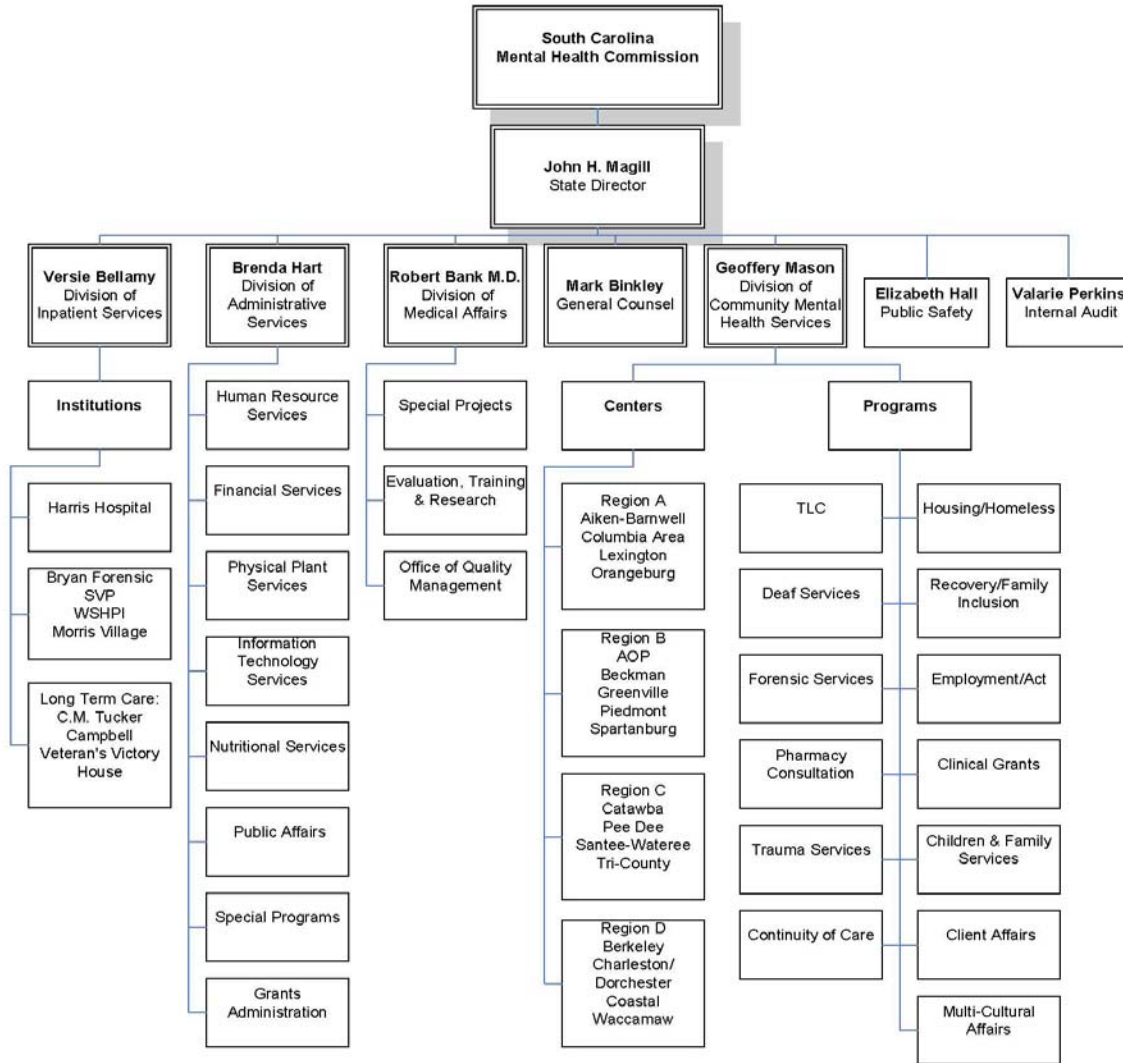 South Carolina
Mental Health Commission
John H. Magill
State Director
Versie Bellamy
Division of
Inpatient Services
Brenda Hart
Division of
Administrative
Services
Robert Bank M.D.
Division of
Medical Affairs
Mark Binkley
General Counsel
Geoffery Mason
Division of
Community Mental
Health Services
Elizabeth Hall
Public Safety
Valarie Perkins
Internal Audit
Institutions
Harris Hospital
Bryan Forensic
SVP
WSHPI
Morris Village
Long Term Care:
C.M. Tucker
Campbell
Veteran's Victory
House
Human Resource
Services
Financial Services
Physical Plant
Services
Information
Technology
Services
Nutritional Services
Public Affairs
Special Programs
Grants
Administration
Special Projects
Evaluation, Training
& Research
Office of Quality
Management
Centers
Region A
Aiken-Barnwell
Columbia Area
Lexington
Orangeburg
Region B
AOP
Beckman
Greenville
Piedmont
Spartanburg
Region C
Catawba
Pee Dee
Santee-Wateree
Tri-County
Region D
Berkeley
Charleston/
Dorchester
Coastal
Waccamaw
Programs
TLC
Housing/Homeless
Deaf Services
Recovery/Family
Inclusion
Forensic Services
Employment/Act
Pharmacy
Consultation
Clinical Grants
Trauma Services
Children & Family
Services
Continuity of Care
Client Affairs
Multi-Cultural
Affairs